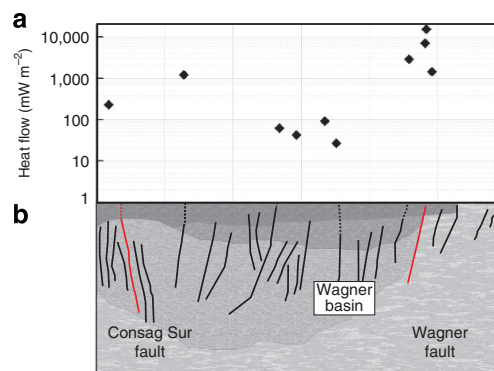 a
Heat flow (mW m−2)
10,000
1,000
100
10
1
b
Wagner
basin
Consag Sur
fault
Wagner
fault